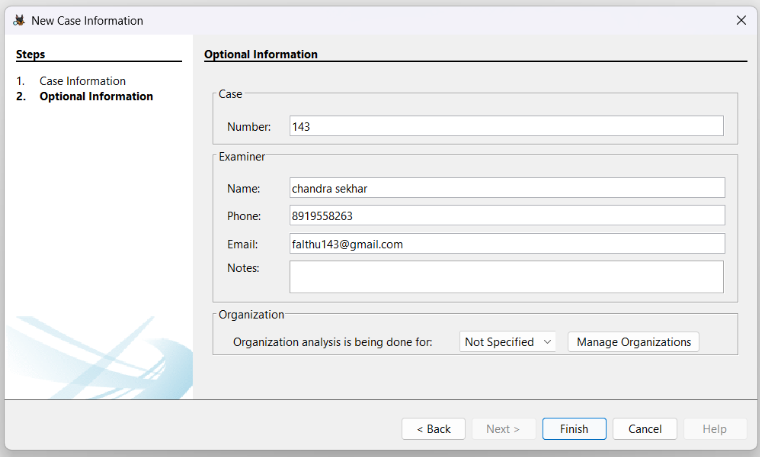 New Case Information
Steps
1. Case Information
2. Optional Information
Optional Information
Case
Number: 143
Examiner
Name: chandra sekhar
Phone: 8919558263
Email: falthu143@gmail.com
Notes:
Organization
Organization analysis is being done for: Not Specified Manage Organizations
< Back Next > Finish Cancel Help